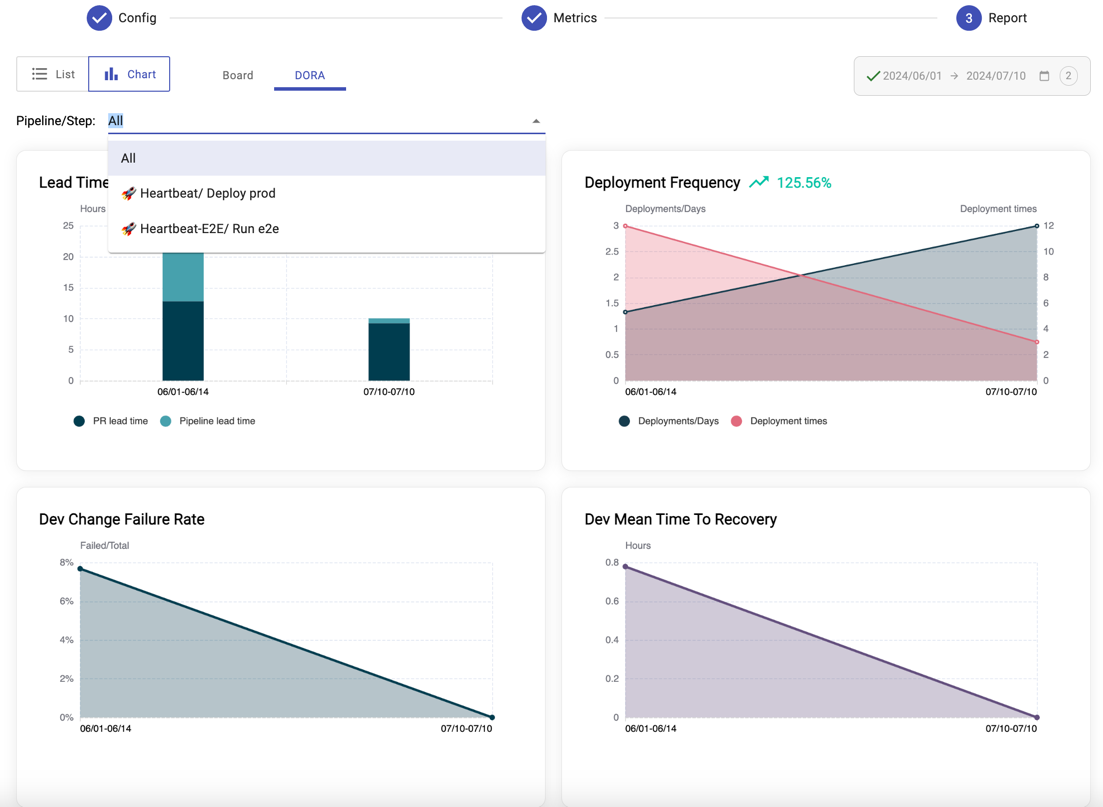 Config
Metrics
3 Report
List
Chart
Board
DORA
2024/06/01 → 2024/07/10 2
Pipeline/Step: All
All
🚀 Heartbeat/ Deploy prod
🚀 Heartbeat-E2E/ Run e2e
Lead Time
Hours
25
20
15
10
5
0
06/01-06/14
07/10-07/10
PR lead time
Pipeline lead time
Deployment Frequency 125.56%
Deployments/Days
Deployment times
3
2.5
2
1.5
1
0.5
0
12
10
8
6
4
2
0
06/01-06/14
07/10-07/10
Deployments/Days
Deployment times
Dev Change Failure Rate
Failed/Total
8%
6%
4%
2%
0%
06/01-06/14
07/10-07/10
Dev Mean Time To Recovery
Hours
0.8
0.6
0.4
0.2
0
06/01-06/14
07/10-07/10